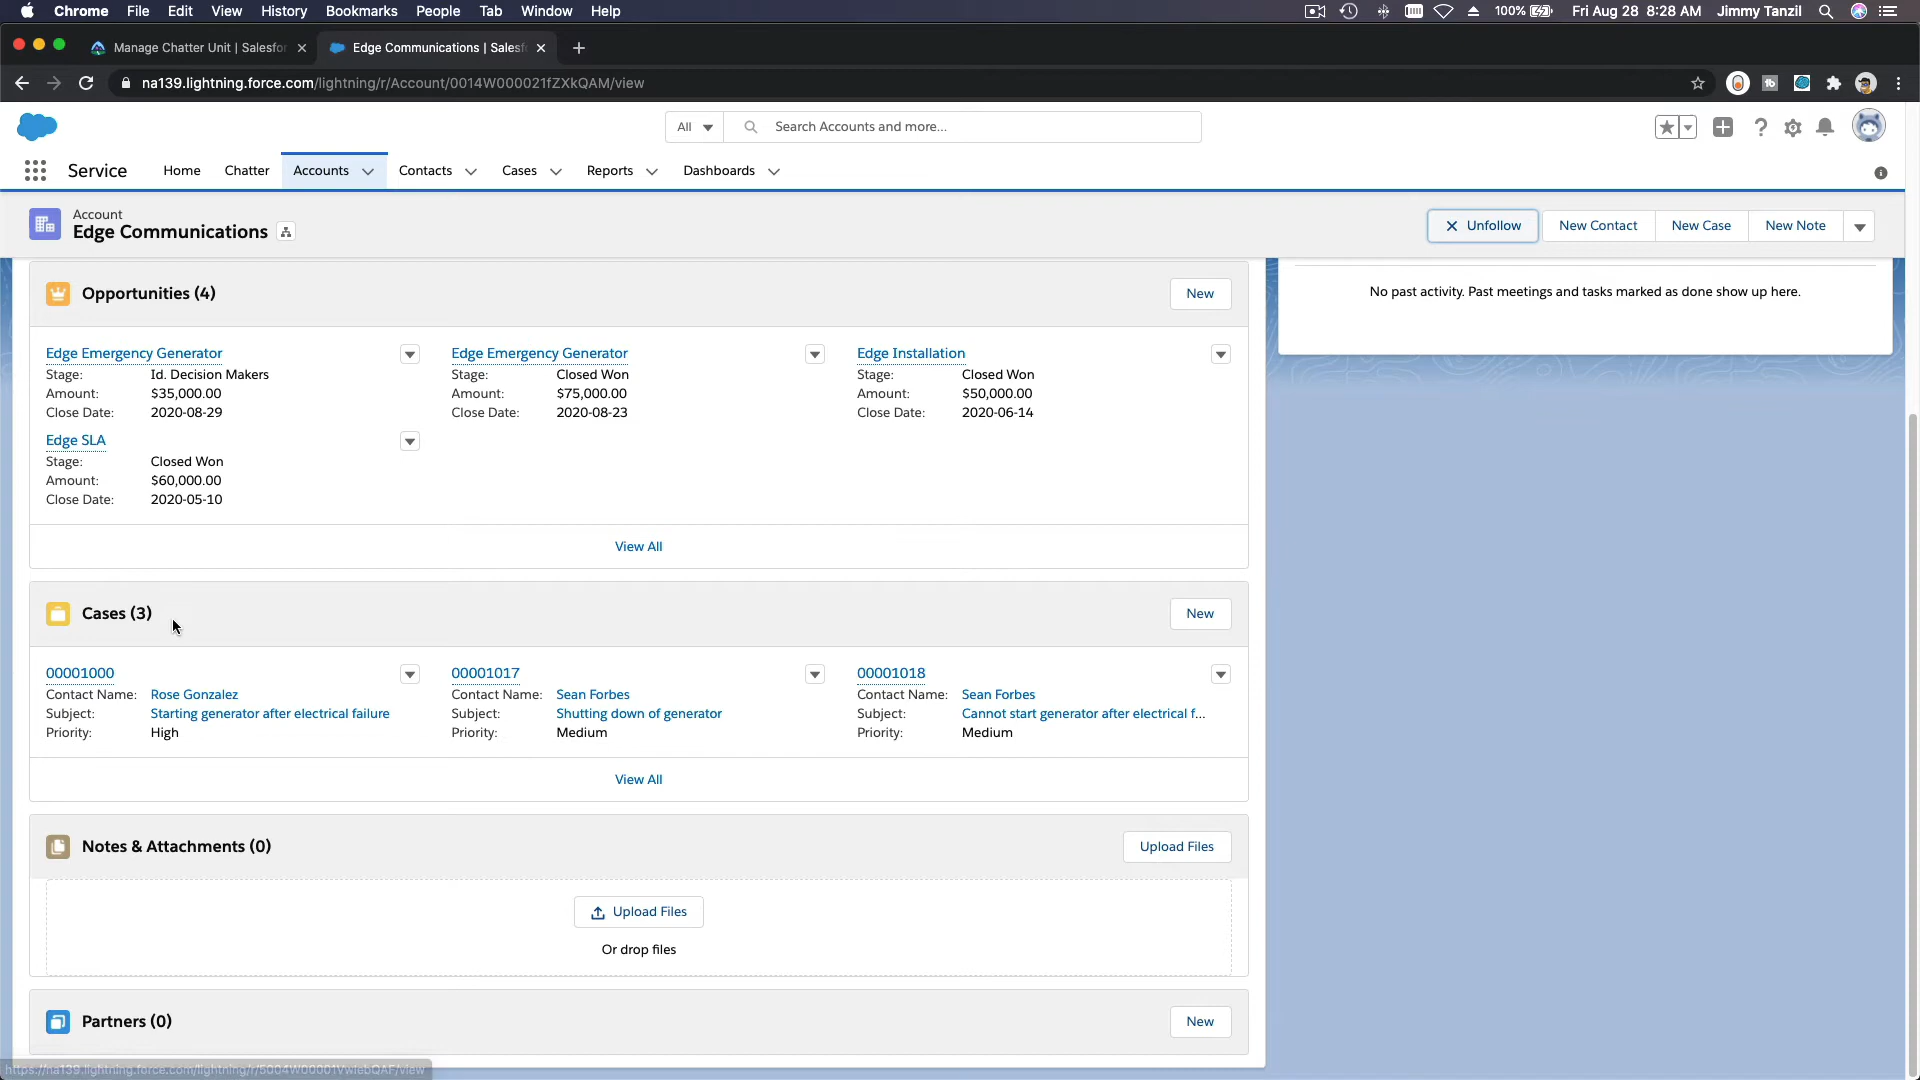 Chrome File Edit View History Bookmarks People Tab Window Help 100% Fri Aug 28 8:28 AM Jimmy Tanzil
Manage Chatter Unit | Salesfor Edge Communications | Salesf
na139.lightning.force.com/lightning/r/Account/0014W000021fZXkQAM/view
All Search Accounts and more...
Service Home Chatter Accounts Contacts Cases Reports Dashboards
Account
Edge Communications
Unfollow New Contact New Case New Note
Opportunities (4) New
No past activity. Past meetings and tasks marked as done show up here.
Edge Emergency Generator Edge Emergency Generator Edge Installation
Stage: Id. Decision Makers Stage: Closed Won Stage: Closed Won
Amount: $35,000.00 Amount: $75,000.00 Amount: $50,000.00
Close Date: 2020-08-29 Close Date: 2020-08-23 Close Date: 2020-06-14
Edge SLA
Stage: Closed Won
Amount: $60,000.00
Close Date: 2020-05-10
View All
Cases (3) New
00001000 00001017 00001018
Contact Name: Rose Gonzalez Contact Name: Sean Forbes Contact Name: Sean Forbes
Subject: Starting generator after electrical failure Subject: Shutting down of generator Subject: Cannot start generator after electrical f...
Priority: High Priority: Medium Priority: Medium
View All
Notes & Attachments (0) Upload Files
Upload Files
Or drop files
Partners (0) New